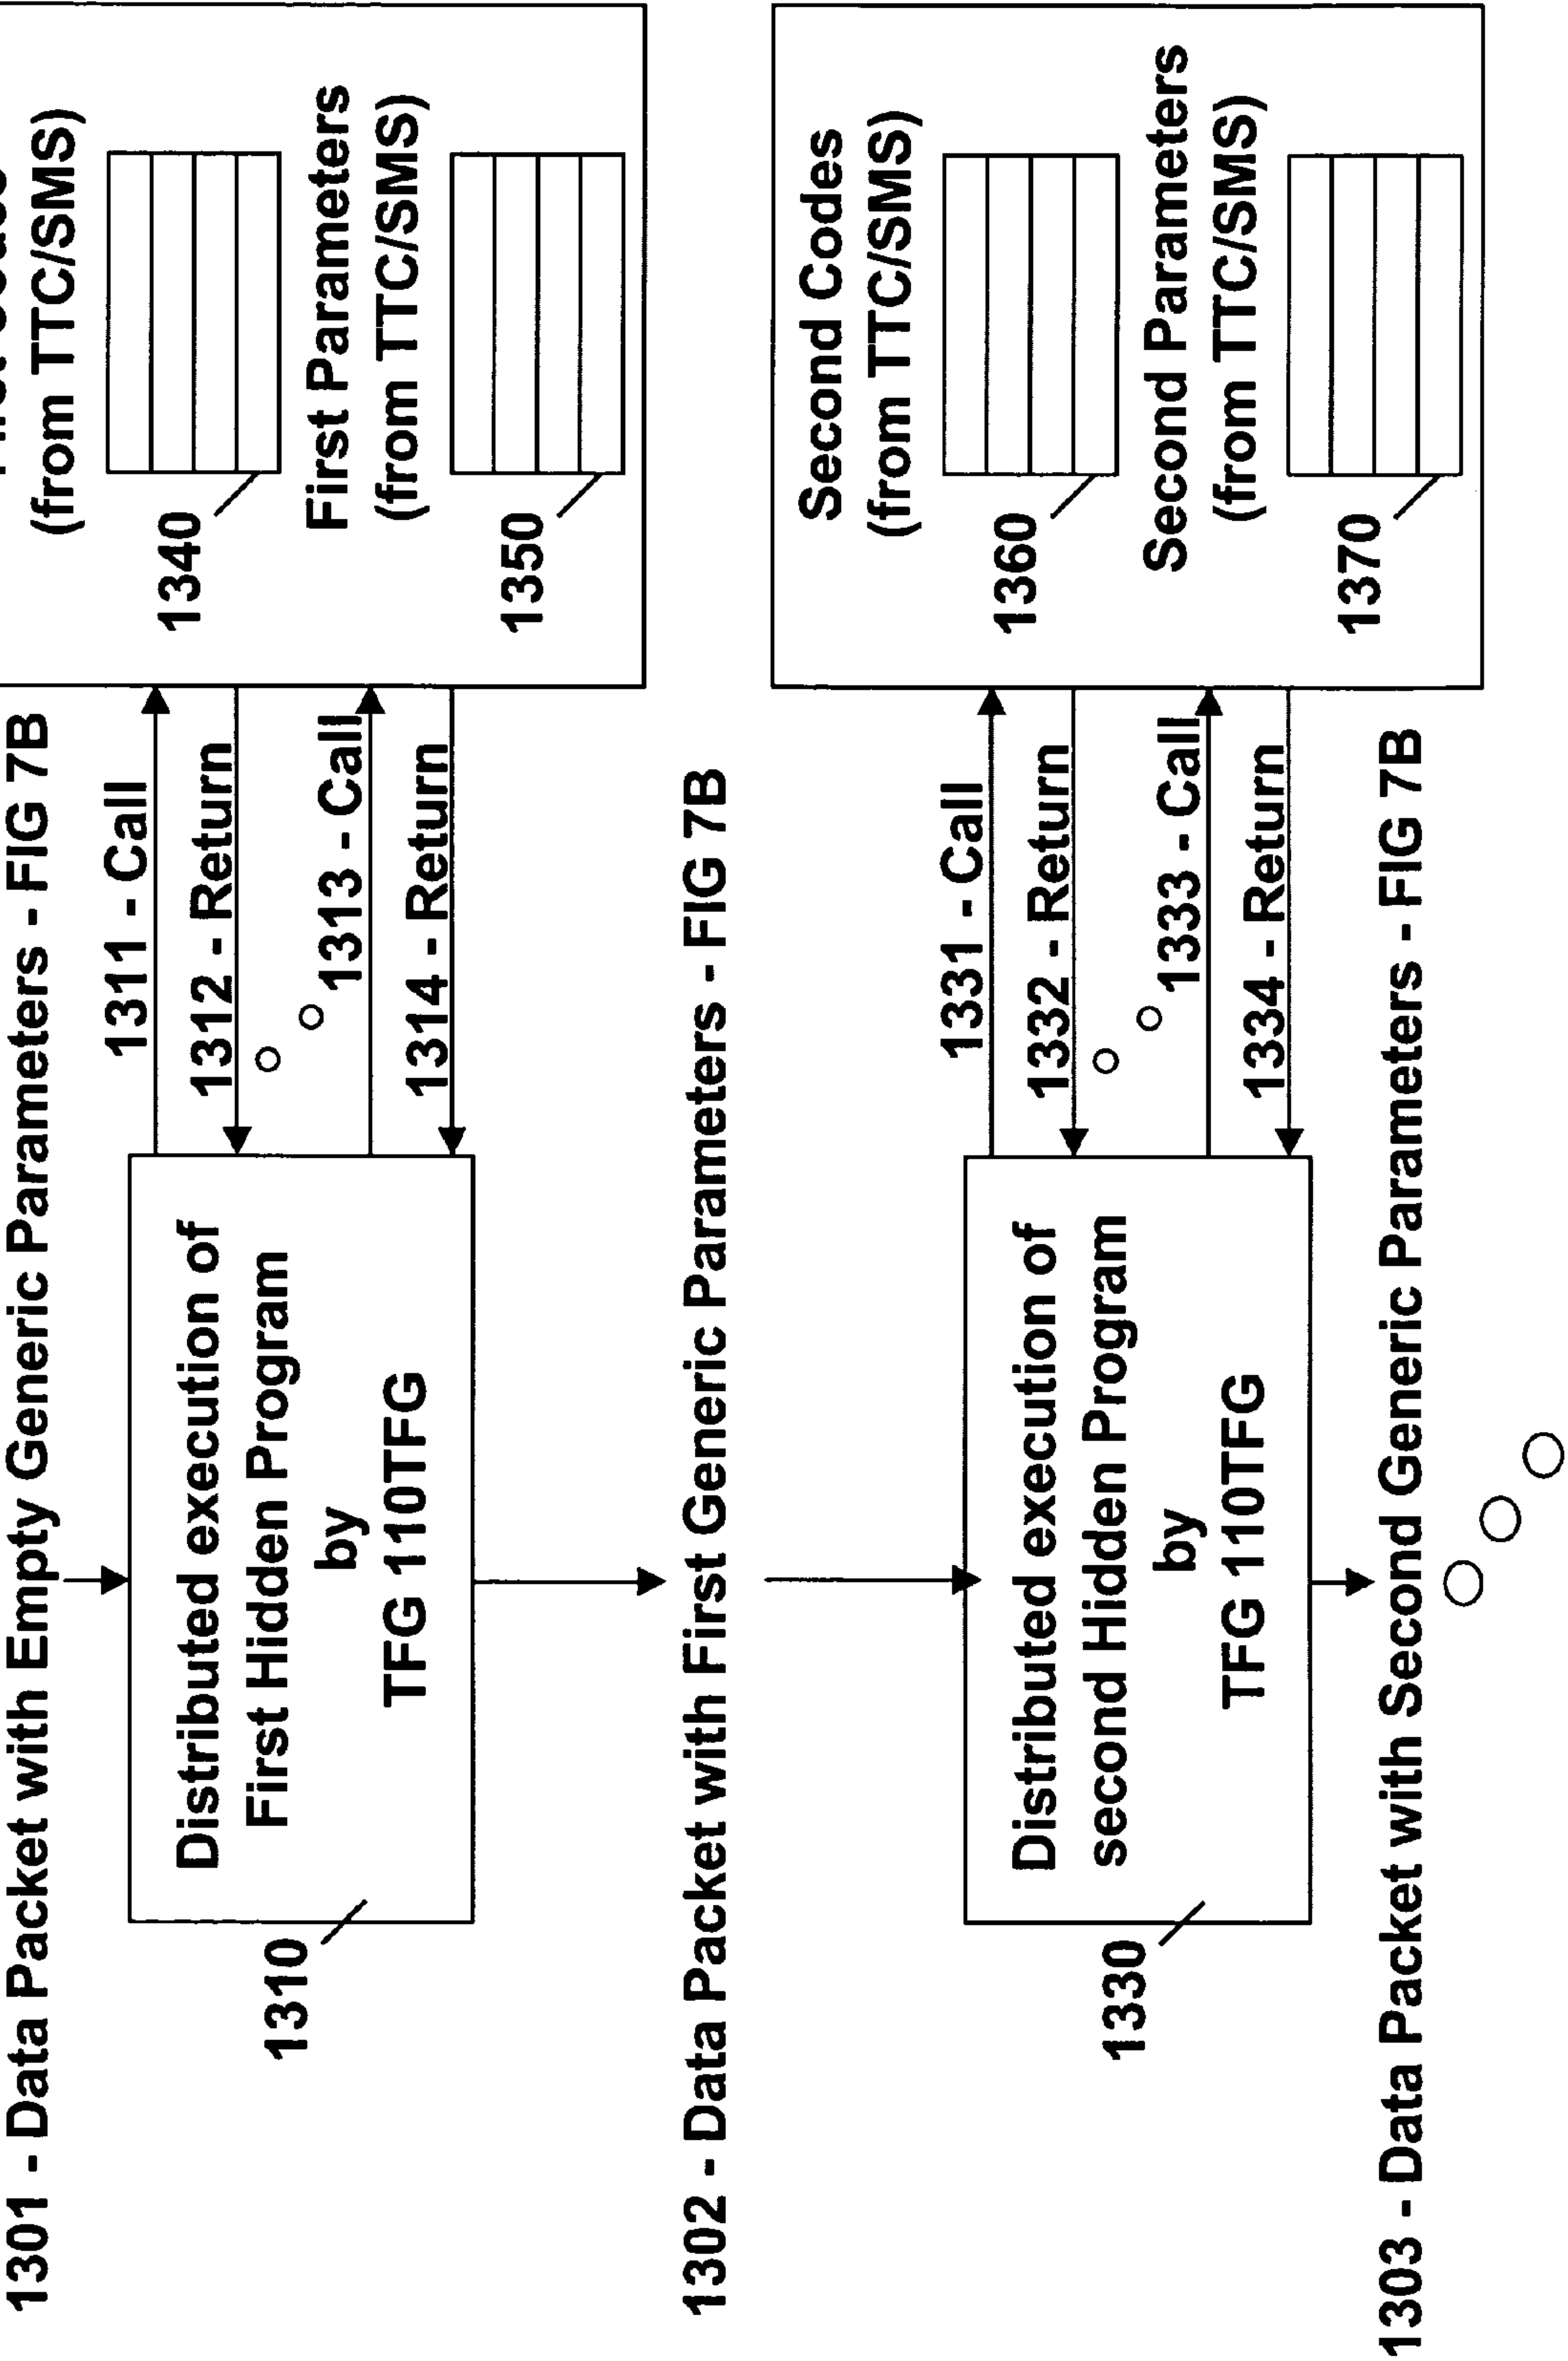 1301 - Data Packet with Empty Generic Parameters - FIG 7B
Distributed execution of
First Hidden Program
by
TFG 110TFG
1310
1311 - Call
1312 - Return
1313 - Call
1314 - Return
(from TTC/SMS)
1340
First Parameters
(from TTC/SMS)
1350
1302 - Data Packet with First Generic Parameters - FIG 7B
Distributed execution of
second Hidden Program
by
TFG 110TFG
1330
1331 - Call
1332 - Return
1333 - Call
1334 - Return
Second Codes
(from TTC/SMS)
1360
Second Parameters
(from TTC/SMS)
1370
1303 - Data Packet with Second Generic Parameters - FIG 7B